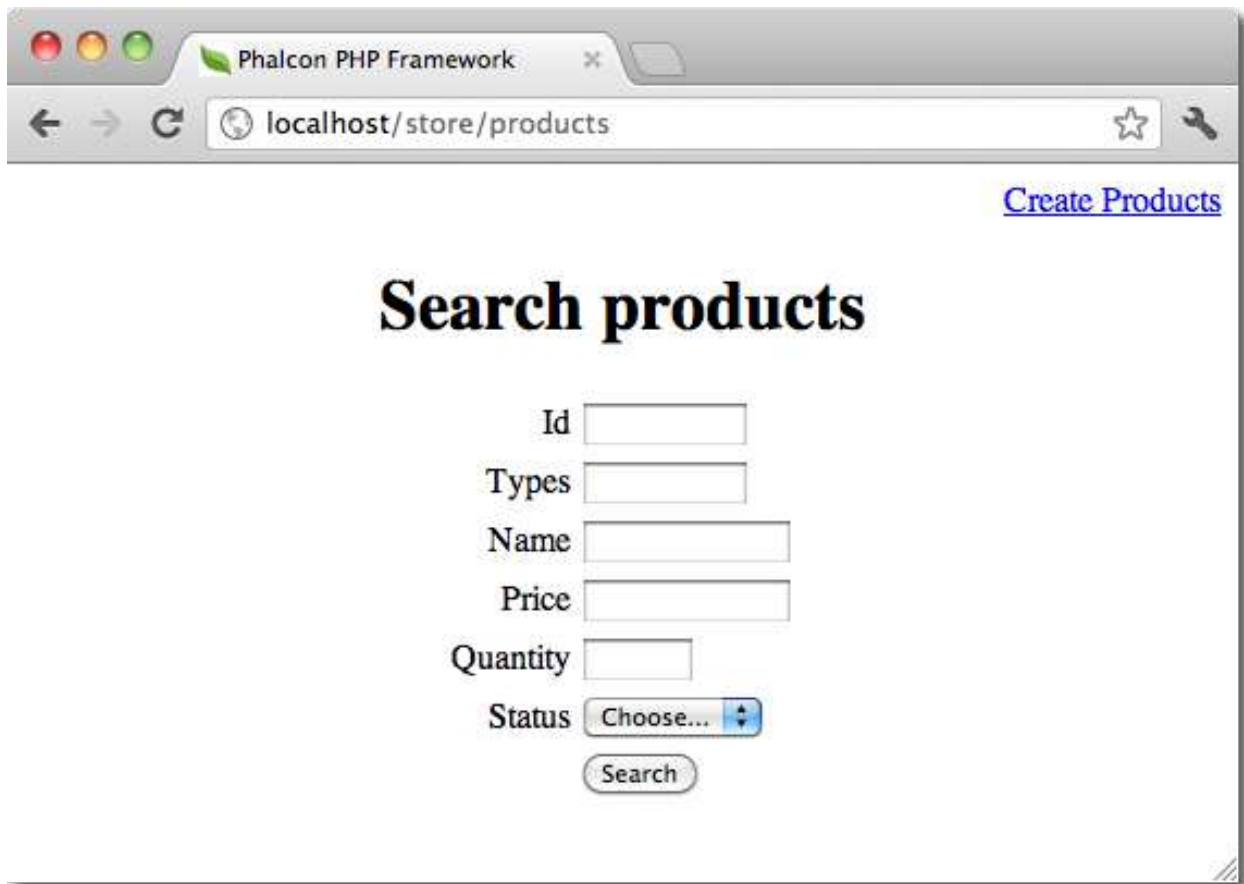 Phalcon PHP Framework
localhost/store/products
Create Products
Search products
Id
Types
Name
Price
Quantity
Status Choose...
Search